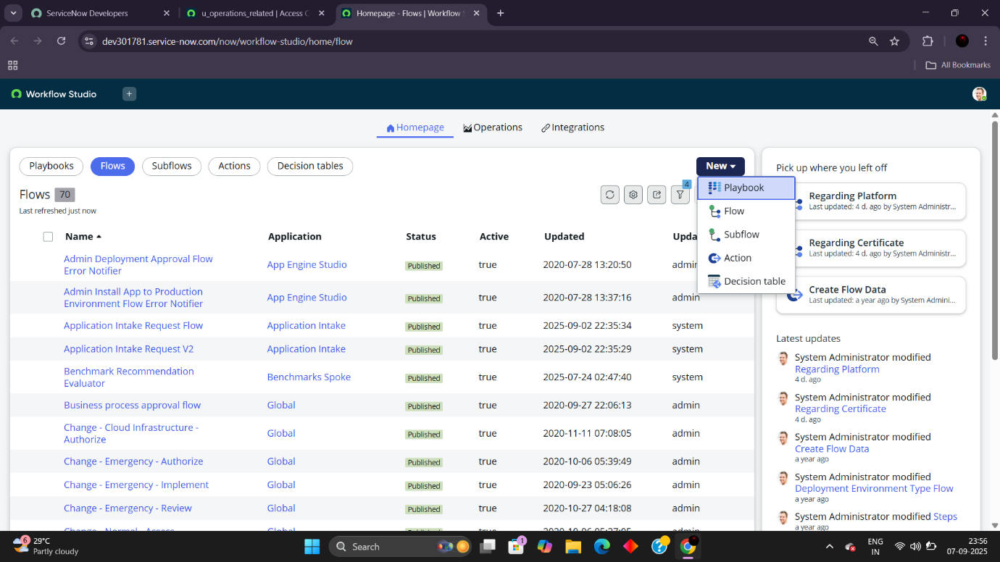 ServiceNow Developers
u_operations_related | Access C
Homepage - Flows | Workflow S
dev301781.service-now.com/now/workflow-studio/home/flow
All Bookmarks
Workflow Studio
Homepage
Operations
Integrations
Playbooks
Flows
Subflows
Actions
Decision tables
New
Pick up where you left off
Flows 70
Last refreshed just now
4
Playbook
Flow
Subflow
Action
Decision table
Regarding Platform
Last updated: 4 d. ago by System Administr...
Regarding Certificate
Last updated: 4 d. ago by System Administr...
Create Flow Data
Last updated: a year ago by System Admini...
Name Application Status Active Updated Upda
Admin Deployment Approval Flow
Error Notifier
App Engine Studio Published true 2020-07-28 13:20:50 admin
Admin Install App to Production
Environment Flow Error Notifier
App Engine Studio Published true 2020-07-28 13:37:16 admin
Application Intake Request Flow Application Intake Published true 2025-09-02 22:35:34 system
Application Intake Request V2 Application Intake Published true 2025-09-02 22:35:29 system
Benchmark Recommendation
Evaluator
Benchmarks Spoke Published true 2025-07-24 02:47:40 system
Business process approval flow Global Published true 2020-09-27 22:06:13 admin
Change - Cloud Infrastructure -
Authorize
Global Published true 2020-11-11 07:08:05 admin
Change - Emergency - Authorize Global Published true 2020-10-06 05:39:49 admin
Change - Emergency - Implement Global Published true 2020-09-23 05:06:26 admin
Change - Emergency - Review Global Published true 2020-10-27 04:18:08 admin
Latest updates
System Administrator modified
Regarding Platform
4 d. ago
System Administrator modified
Regarding Certificate
4 d. ago
System Administrator modified
Create Flow Data
a year ago
System Administrator modified
Deployment Environment Type Flow
a year ago
System Administrator modified Steps
a year ago
6
29°C
Partly cloudy
Search
1
ENG
IN
23:56
07-09-2025